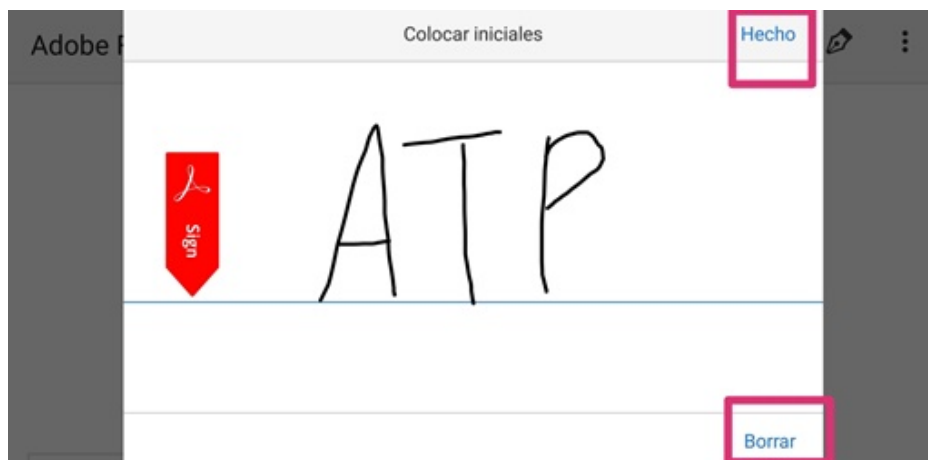 Adobe F
Colocar iniciales
Hecho
ATP
Sign
Borrar